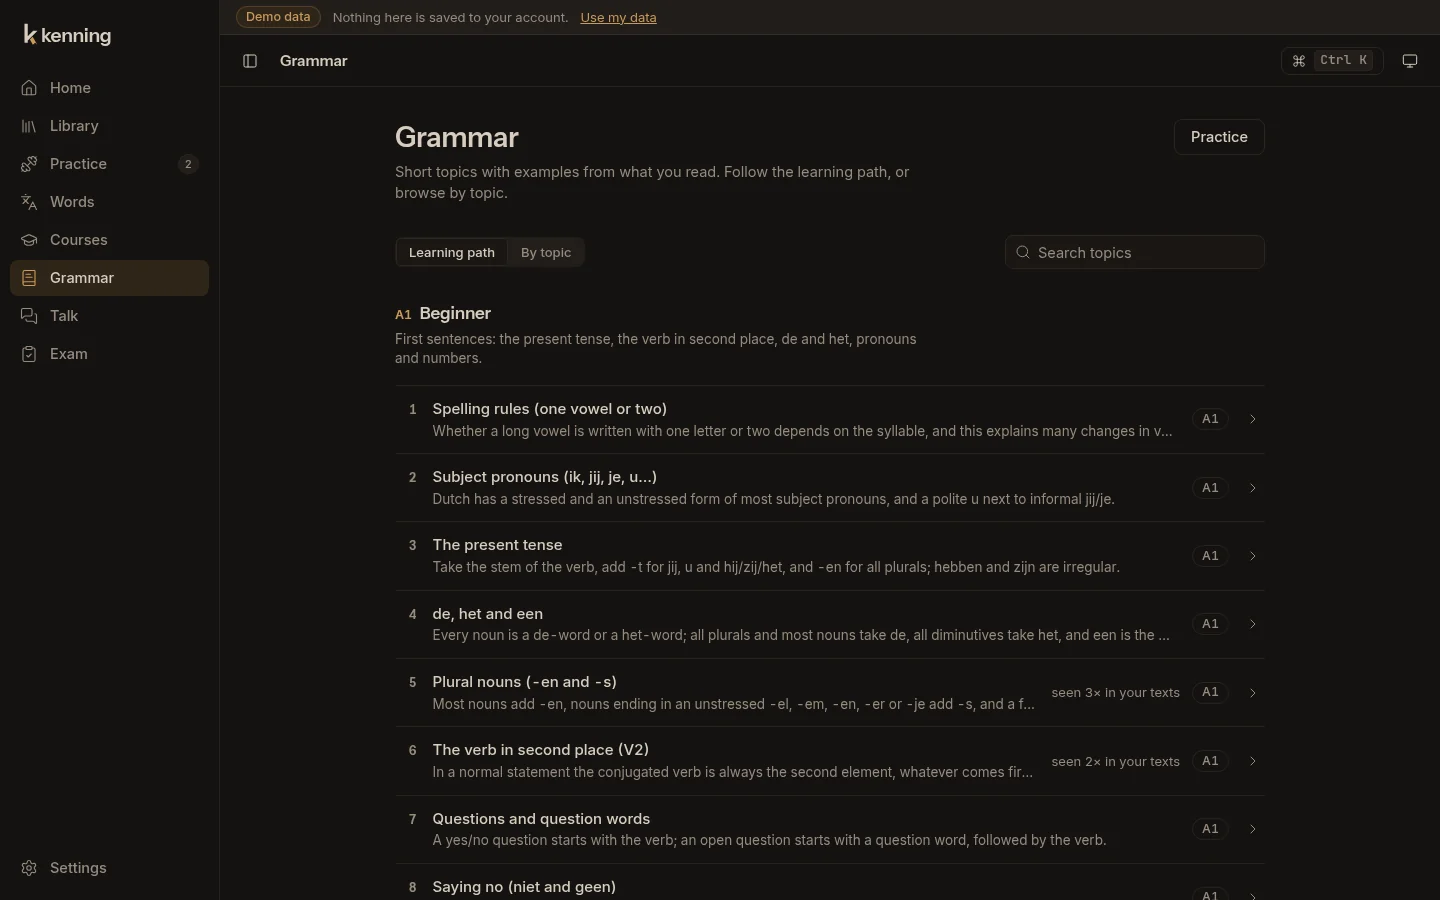 kenning
Home
Library
Practice
2
Words
Courses
Grammar
Talk
Exam
Settings
Demo data
Nothing here is saved to your account.
Use my data
Grammar
⌘ Ctrl K
Grammar
Practice
Short topics with examples from what you read. Follow the learning path, or
browse by topic.
Learning path
By topic
Search topics
A1 Beginner
First sentences: the present tense, the verb in second place, de and het, pronouns
and numbers.
1 Spelling rules (one vowel or two)
Whether a long vowel is written with one letter or two depends on the syllable, and this explains many changes in v...
A1
2 Subject pronouns (ik, jij, je, u...)
Dutch has a stressed and an unstressed form of most subject pronouns, and a polite u next to informal jij/je.
A1
3 The present tense
Take the stem of the verb, add -t for jij, u and hij/zij/het, and -en for all plurals; hebben and zijn are irregular.
A1
4 de, het and een
Every noun is a de-word or a het-word; all plurals and most nouns take de, all diminutives take het, and een is the ...
A1
5 Plural nouns (-en and -s)
Most nouns add -en, nouns ending in an unstressed -el, -em, -en, -er or -je add -s, and a f...
seen 3× in your texts
A1
6 The verb in second place (V2)
In a normal statement the conjugated verb is always the second element, whatever comes fir...
seen 2× in your texts
A1
7 Questions and question words
A yes/no question starts with the verb; an open question starts with a question word, followed by the verb.
A1
8 Saying no (niet and geen)
A1